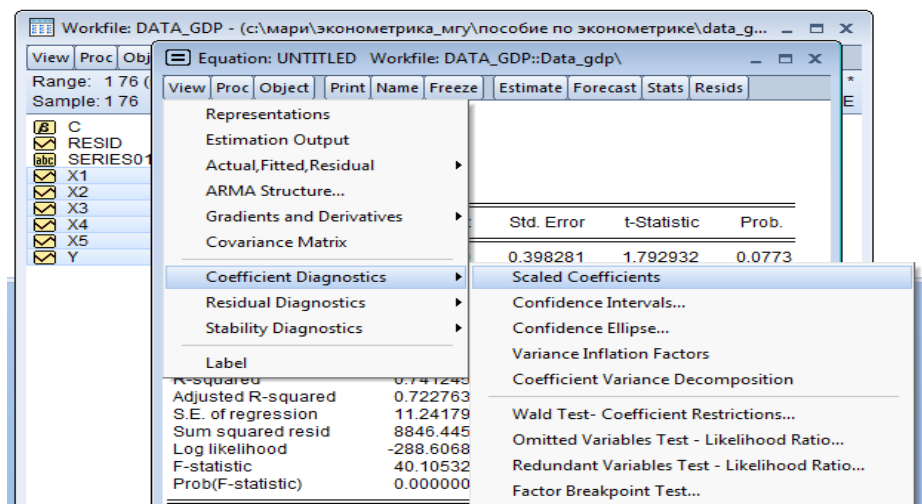 Workfile: DATA_GDP - (c:\мари\эконометрика_мгу\пособие по эконометрике\data_g...
View Proc Obj
Equation: UNTITLED Workfile: DATA_GDP::Data_gdp\
Range: 1 76 (
View Proc Object Print Name Freeze Estimate Forecast Stats Resids
*
Sample: 1 76
E
C
RESID
abc SERIES01
X1
X2
X3
X4
X5
Y
Representations
Estimation Output
Actual,Fitted,Residual
ARMA Structure...
Gradients and Derivatives
Covariance Matrix
Coefficient Diagnostics
Residual Diagnostics
Stability Diagnostics
Label
Std. Error t-Statistic Prob.
0.398281 1.792932 0.0773
Scaled Coefficients
Confidence Intervals...
Confidence Ellipse...
Variance Inflation Factors
Coefficient Variance Decomposition
Wald Test- Coefficient Restrictions...
Omitted Variables Test - Likelihood Ratio...
Redundant Variables Test - Likelihood Ratio...
Factor Breakpoint Test...
R-squared 0.741245
Adjusted R-squared 0.722763
S.E. of regression 11.24179
Sum squared resid 8846.445
Log likelihood -288.6068
F-statistic 40.10532
Prob(F-statistic) 0.000000